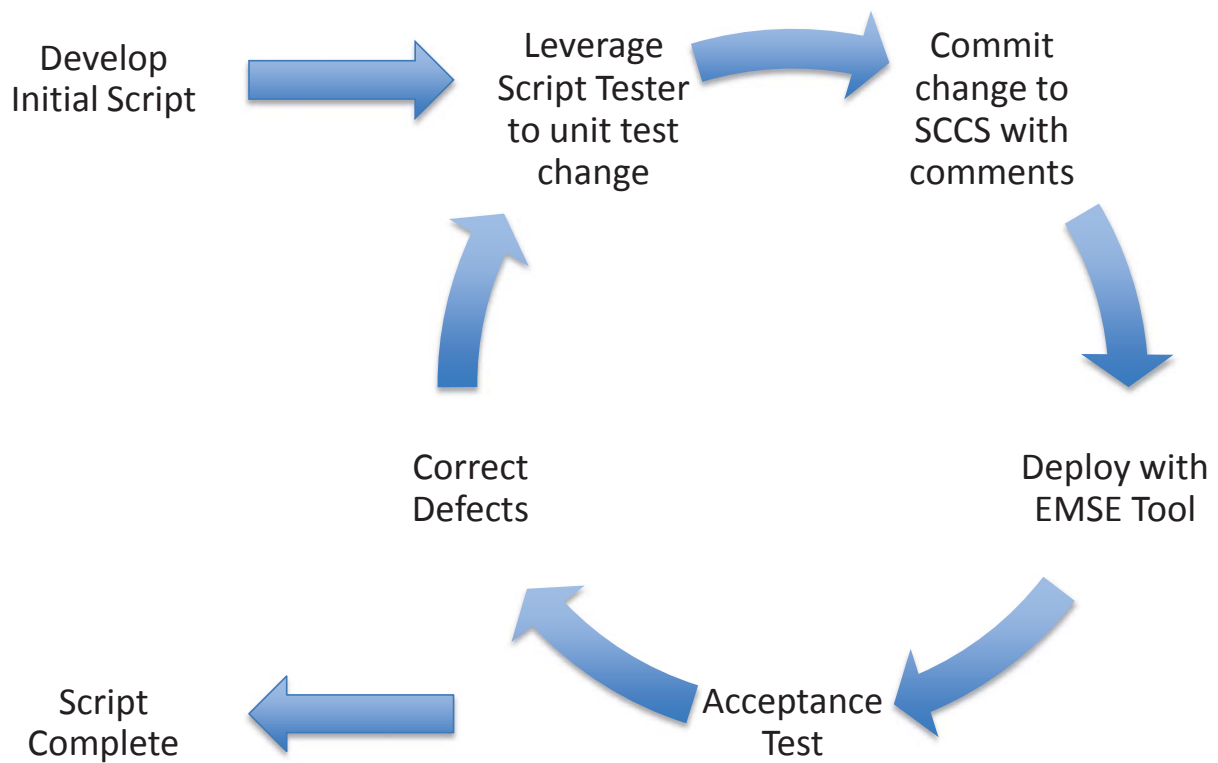 Develop
Initial Script
Leverage
Script Tester
to unit test
change
Commit
change to
SCCS with
comments
Deploy with
EMSE Tool
Acceptance
Test
Correct
Defects
Script
Complete